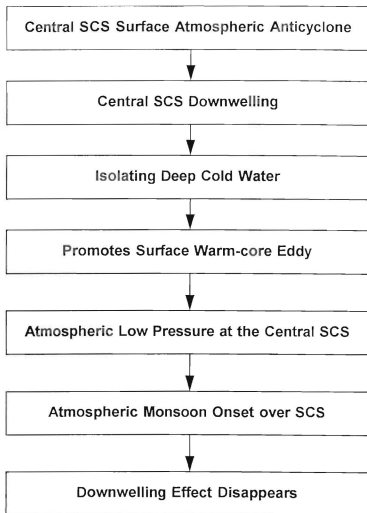 Central SCS Surface Atmospheric Anticyclone
Central SCS Downwelling
Isolating Deep Cold Water
Promotes Surface Warm-core Eddy
Atmospheric Low Pressure at the Central SCS
Atmospheric Monsoon Onset over SCS
Downwelling Effect Disappears